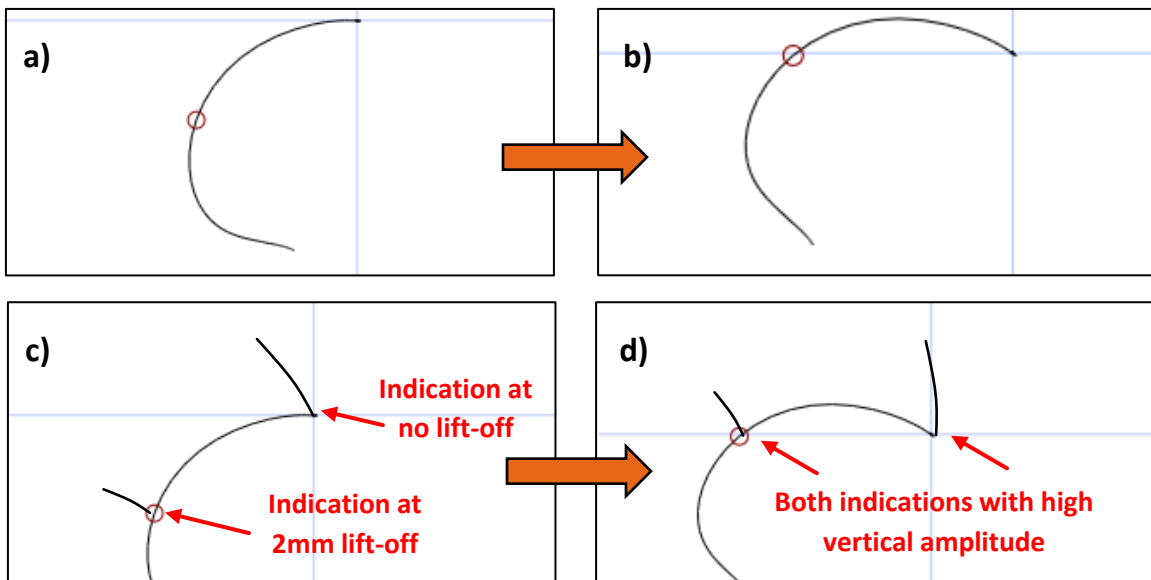 a)
b)
c)
Indication at
no lift-off
Indication at
2mm lift-off
d)
Both indications with high
vertical amplitude